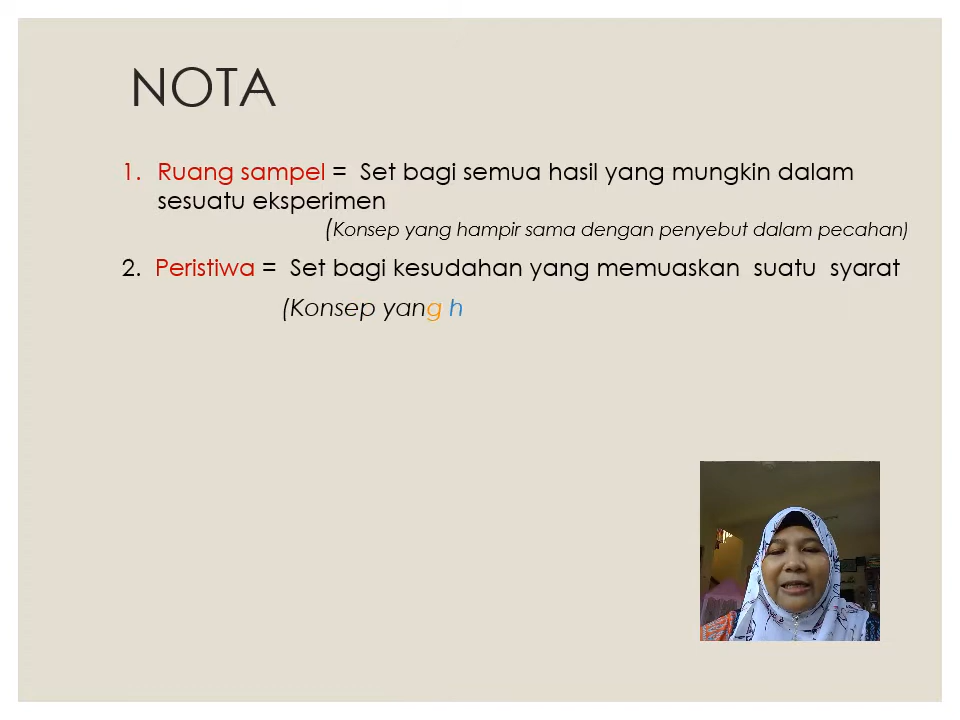 NOTA
1. Ruang sampel = Set bagi semua hasil yang mungkin dalam
sesuatu eksperimen
(Konsep yang hampir sama dengan penyebut dalam pecahan)
2. Peristiwa = Set bagi kesudahan yang memuaskan suatu syarat
(Konsep yang h